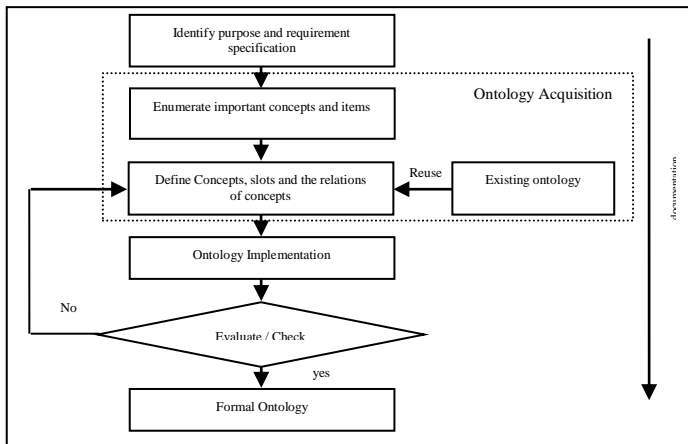 Identify purpose and requirement
specification
Ontology Acquisition
Enumerate important concepts and items
Define Concepts, slots and the relations
of concepts
Reuse
Existing ontology
documentation
Ontology Implementation
No
Evaluate / Check
yes
Formal Ontology